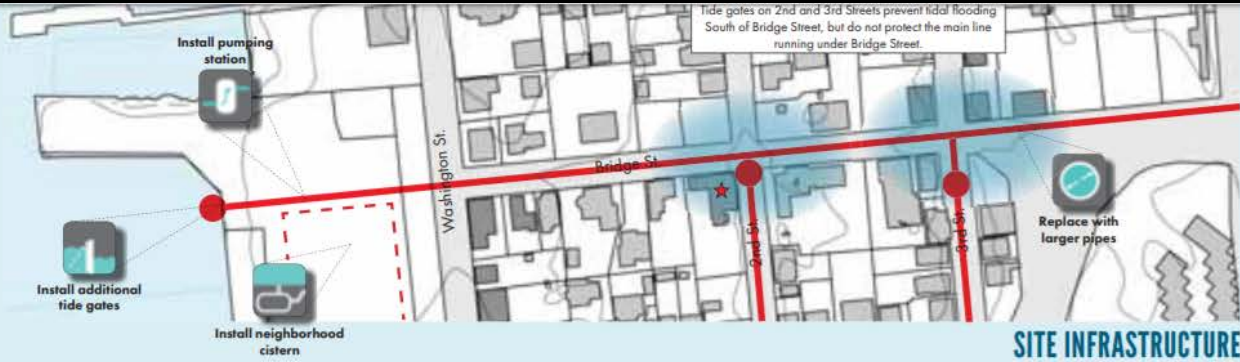 Tide gates on 2nd and 3rd Streets prevent tidal flooding
South of Bridge Street, but do not protect the main line
running under Bridge Street.
Install pumping
station
Washington St.
Bridge St.
2nd St.
3rd St.
Replace with
larger pipes
Install additional
tide gates
Install neighborhood
cistern
SITE INFRASTRUCTURE